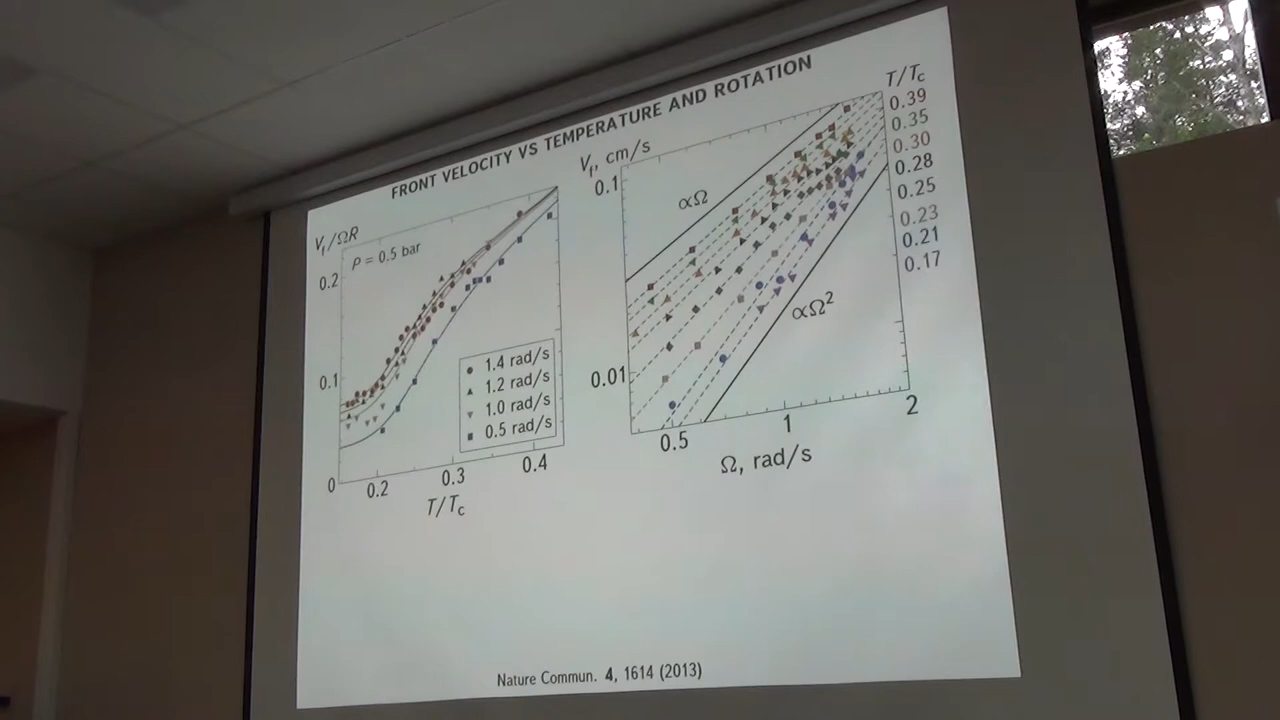 FRONT VELOCITY VS TEMPERATURE AND ROTATION
V_f/ΩR
P = 0.5 bar
0.2
0.1
0
0.2
0.3
0.4
T/T_c
1.4 rad/s
1.2 rad/s
1.0 rad/s
0.5 rad/s
V_f, cm/s
0.1
0.01
∝Ω
∝Ω²
0.5
1
2
Ω, rad/s
T/T_c
0.39
0.35
0.30
0.28
0.25
0.23
0.21
0.17
Nature Commun. 4, 1614 (2013)